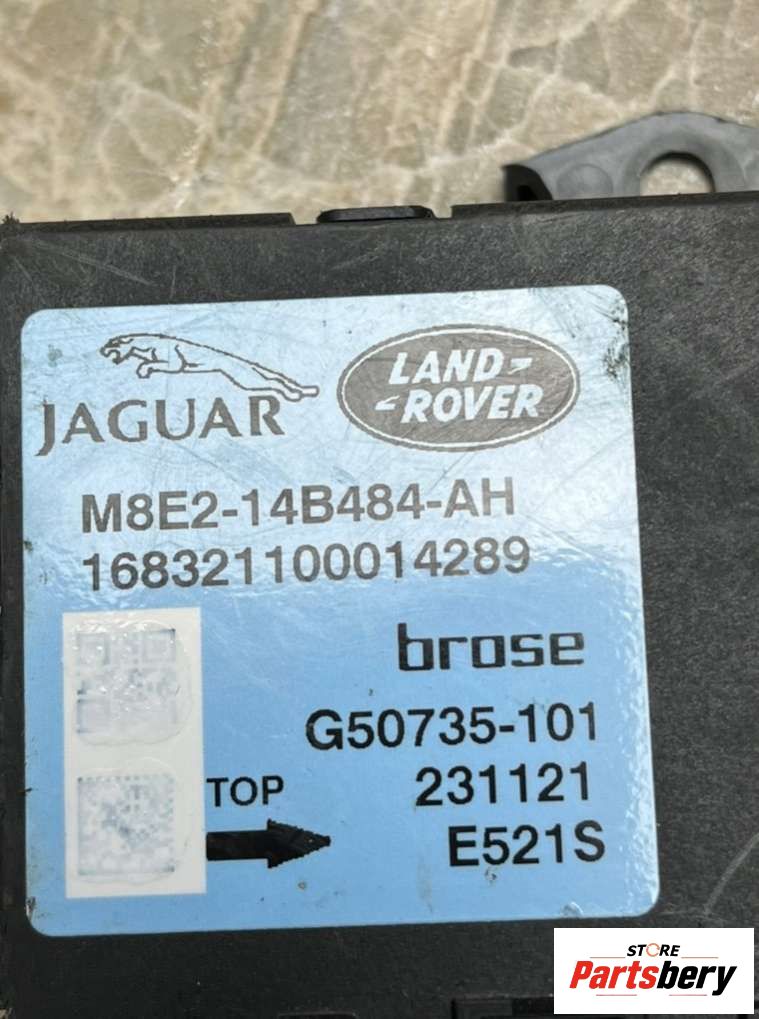 JAGUAR
LAND-
-ROVER
M8E2-14B484-AH
168321100014289
brose
G50735-101
TOP
231121
E521S
STORE
Partsbery